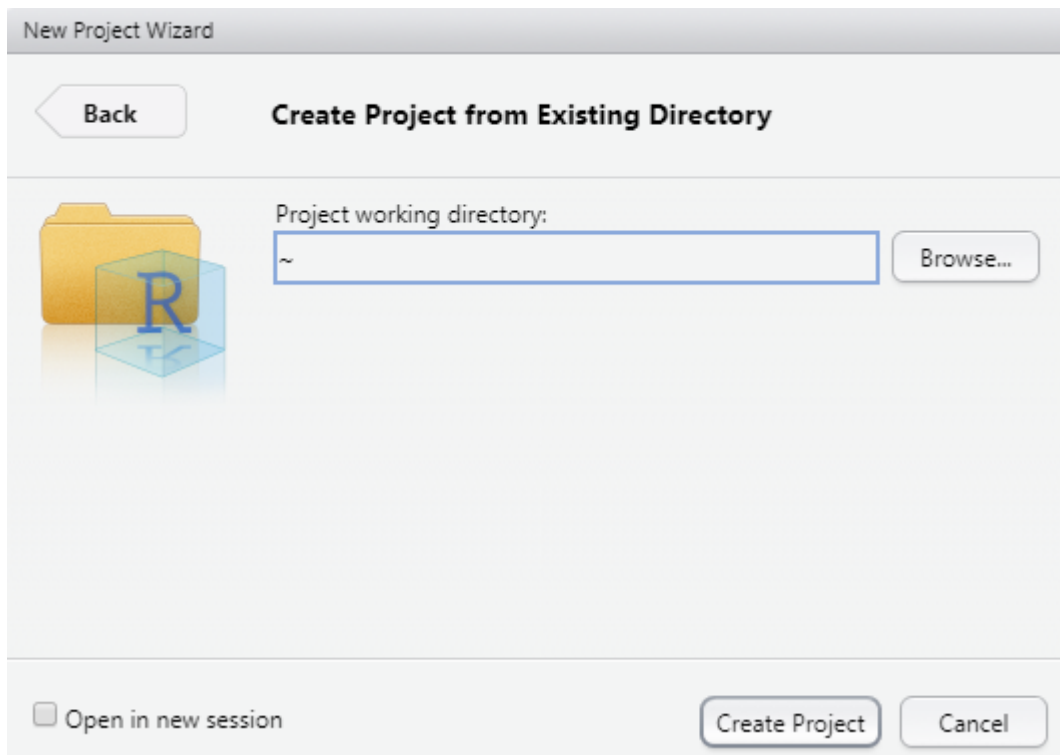 New Project Wizard
Back
Create Project from Existing Directory
Project working directory:
~
Browse...
R
Open in new session
Create Project
Cancel